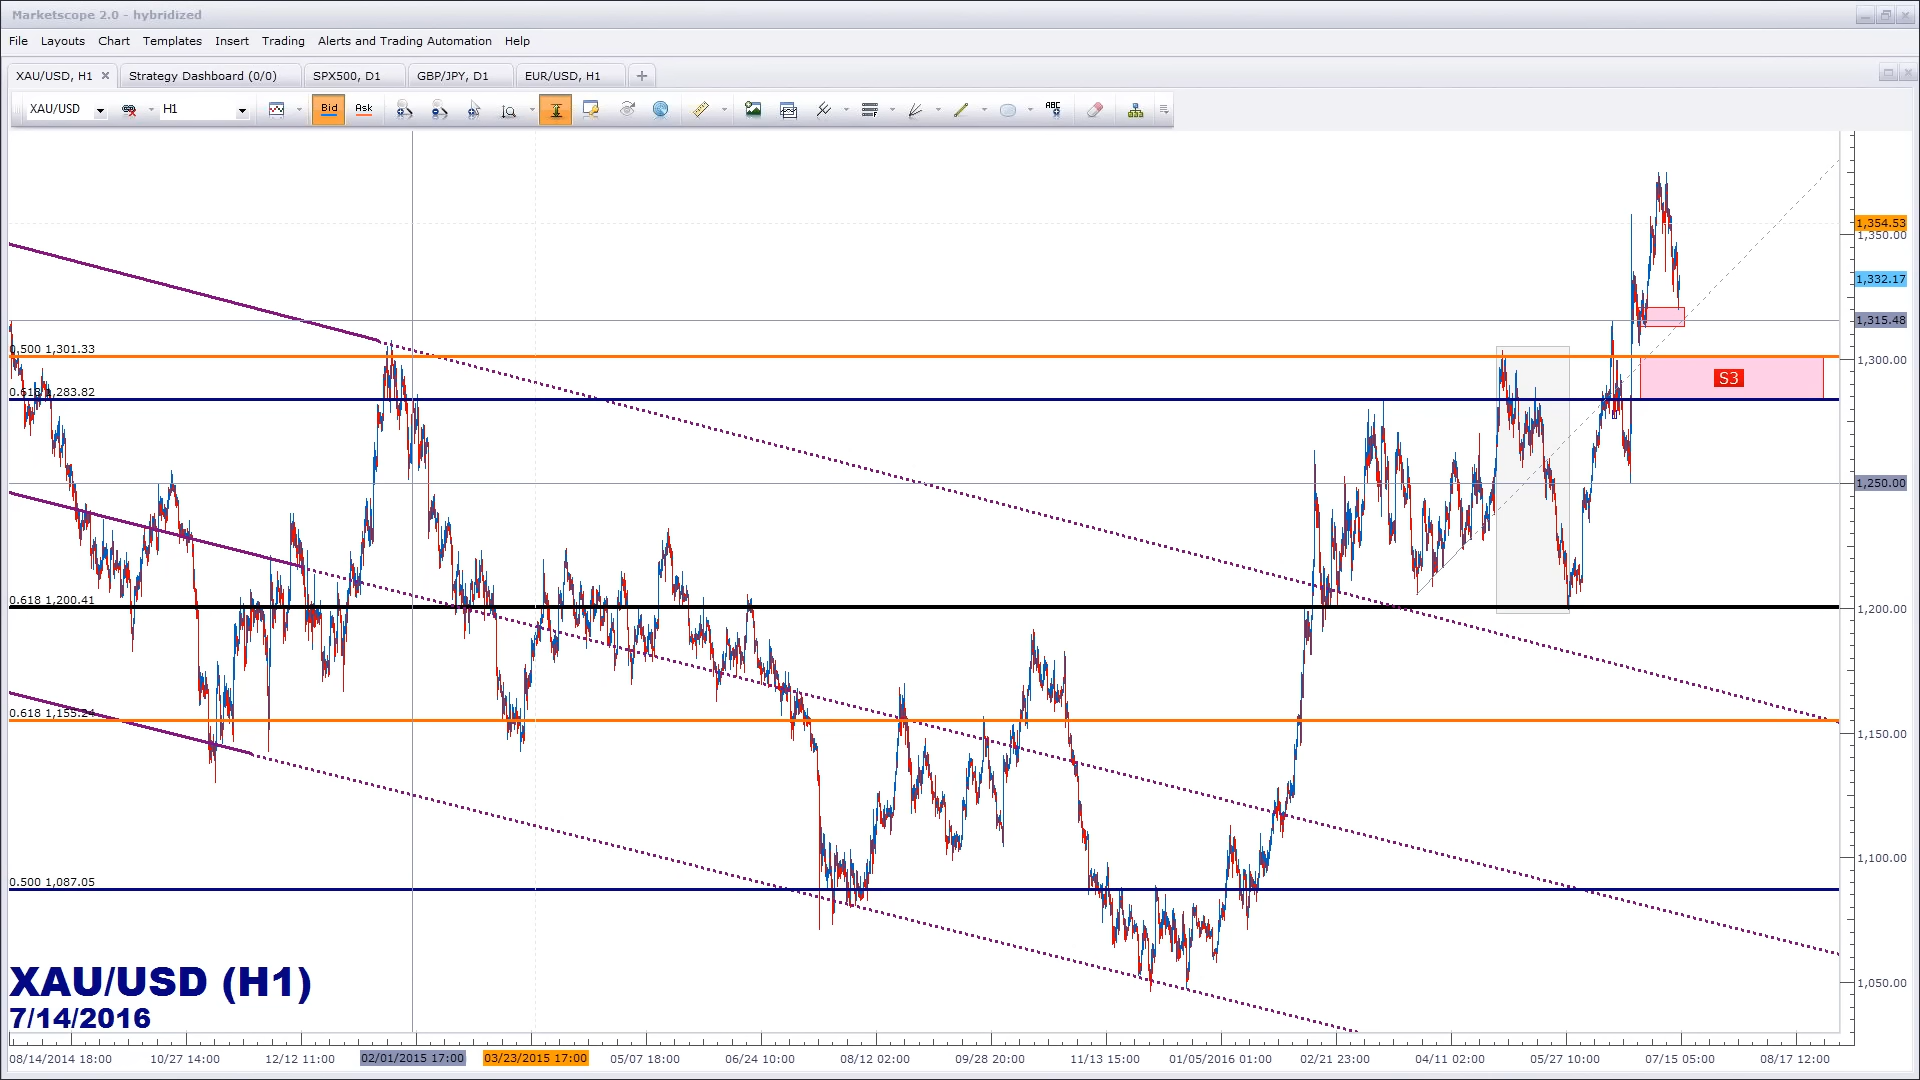 Marketscope 2.0 - hybridized
File Layouts Chart Templates Insert Trading Alerts and Trading Automation Help
XAU/USD, H1 Strategy Dashboard (0/0) SPX500, D1 GBP/JPY, D1 EUR/USD, H1
XAU/USD H1 Bid Ask ABC
1,354.53
1,350.00
1,332.17
1,315.48
0.500 1,301.33
1,300.00
S3
0.618 1,283.82
1,250.00
0.618 1,200.41
1,200.00
0.618 1,155.24
1,150.00
1,100.00
0.500 1,087.05
1,050.00
XAU/USD (H1)
7/14/2016
08/14/2014 18:00 10/27 14:00 12/12 11:00 02/01/2015 17:00 03/23/2015 17:00 05/07 18:00 06/24 10:00 08/12 02:00 09/28 20:00 11/13 15:00 01/05/2016 01:00 02/21 23:00 04/11 02:00 05/27 10:00 07/15 05:00 08/17 12:00